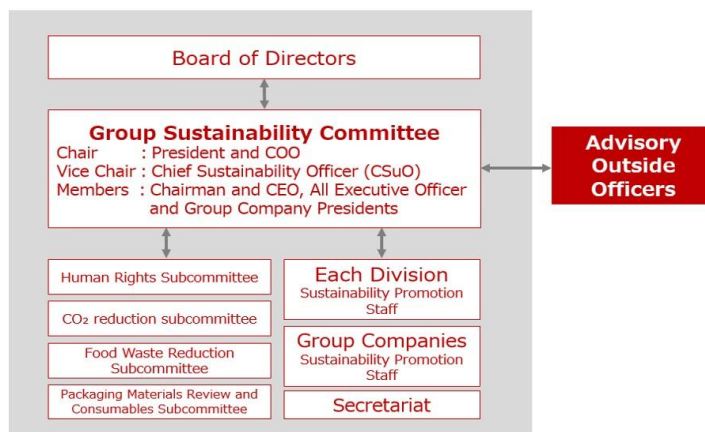 Board of Directors
Group Sustainability Committee
Chair : President and COO
Vice Chair : Chief Sustainability Officer (CSuO)
Members : Chairman and CEO, All Executive Officer
and Group Company Presidents
Advisory
Outside
Officers
Human Rights Subcommittee
CO₂ reduction subcommittee
Food Waste Reduction
Subcommittee
Packaging Materials Review and
Consumables Subcommittee
Each Division
Sustainability Promotion
Staff
Group Companies
Sustainability Promotion
Staff
Secretariat